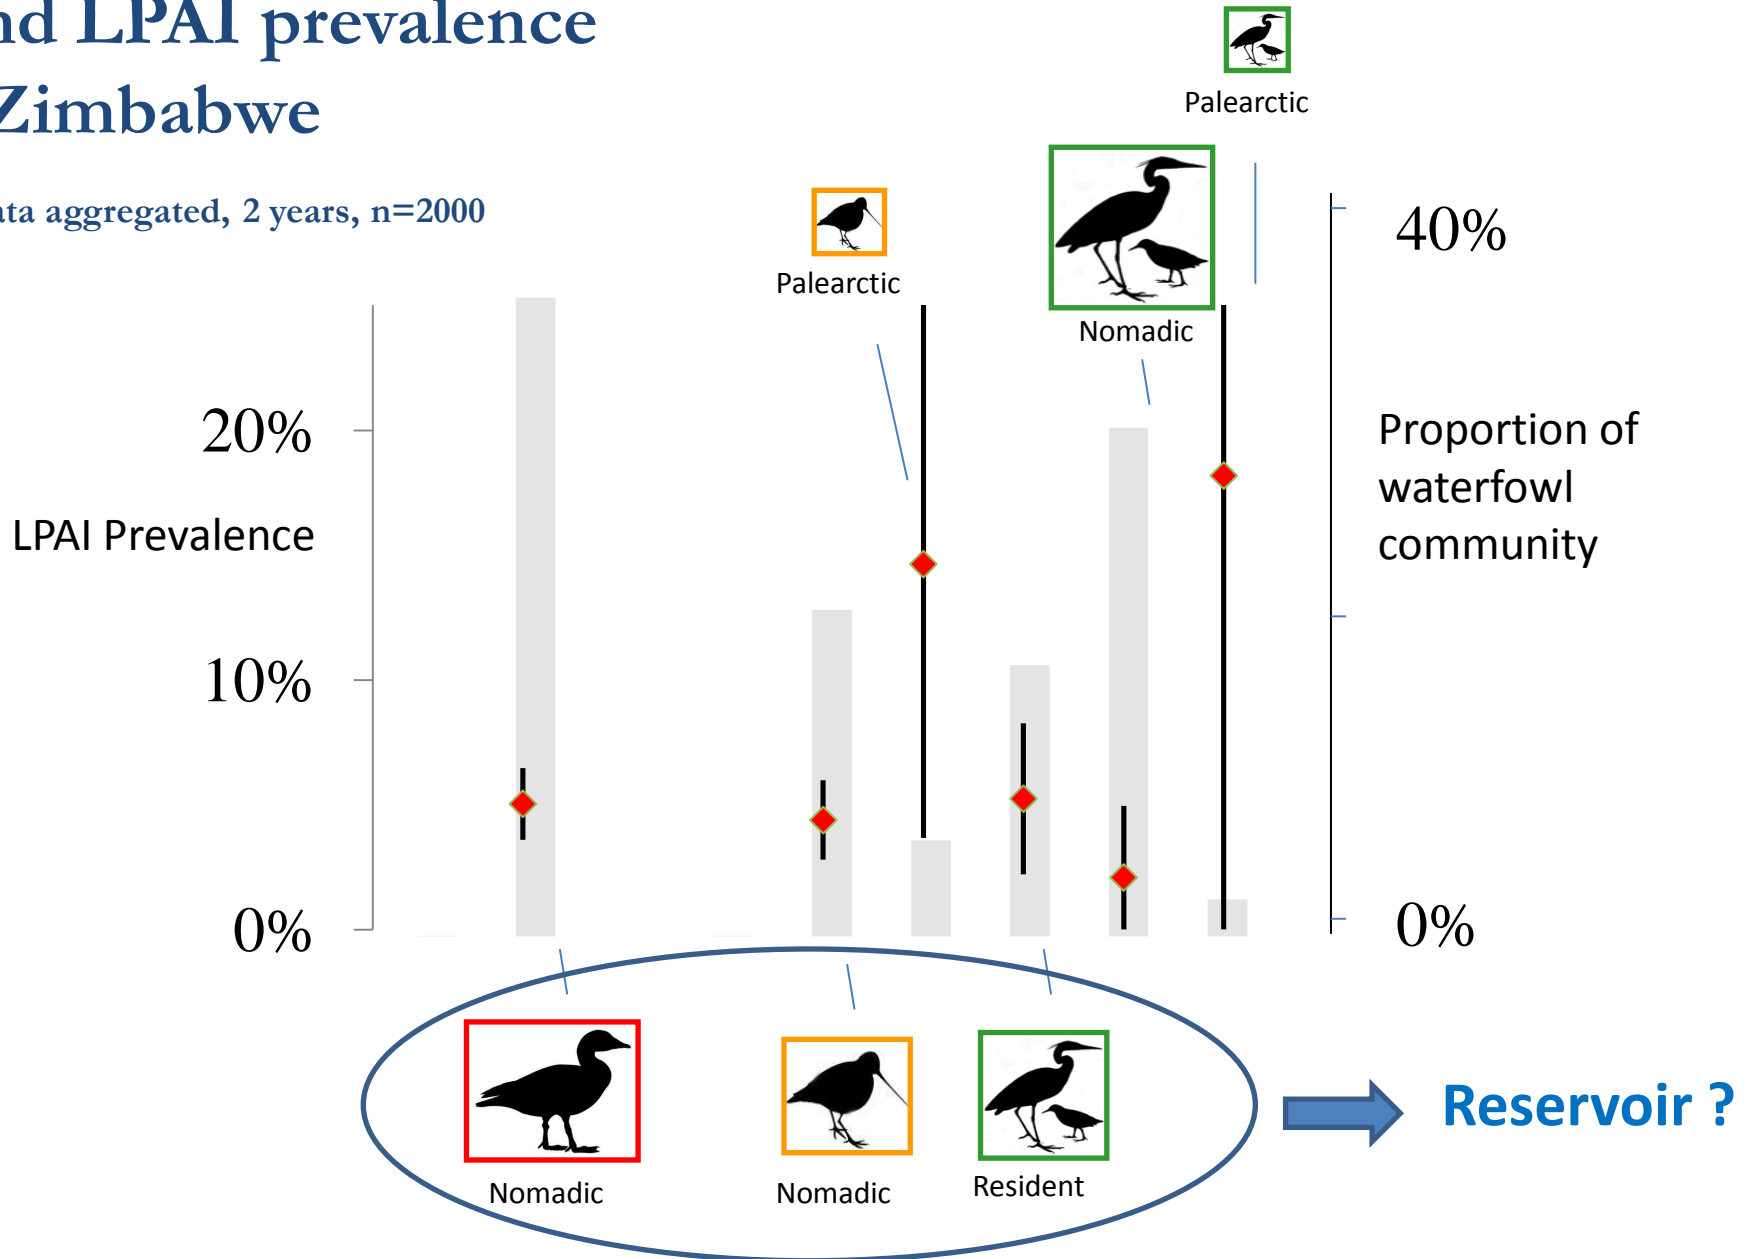 nd LPAI prevalence
Zimbabwe
ata aggregated, 2 years, n=2000
Palearctic
Palearctic
Nomadic
40%
20%
10%
0%
LPAI Prevalence
Proportion of
waterfowl
community
0%
Nomadic
Nomadic
Resident
Reservoir ?